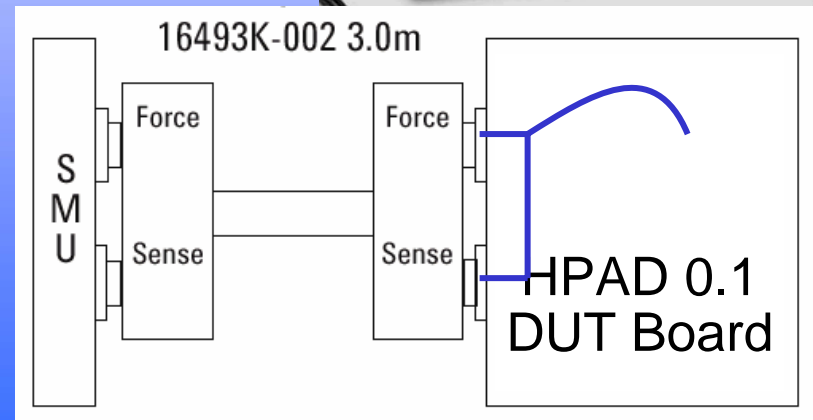 16493K-002 3.0m
S
M
U
Force
Sense
Force
Sense
HPAD 0.1
DUT Board